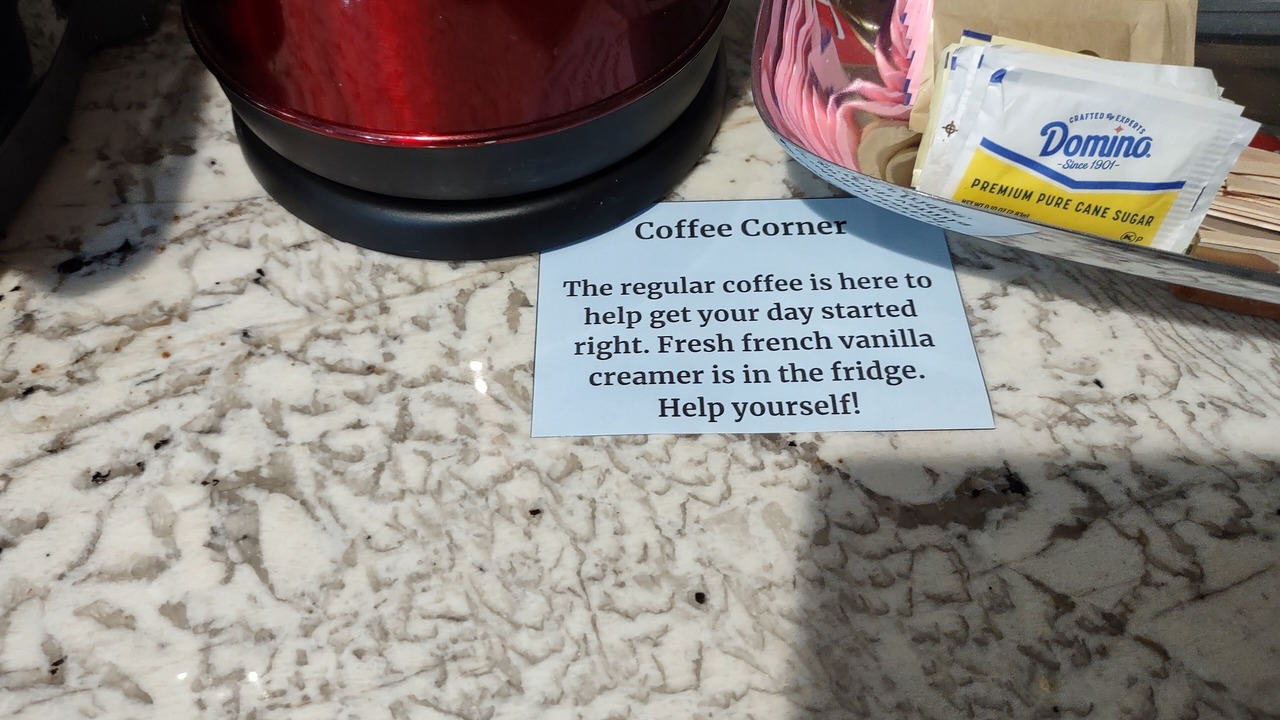 Coffee Corner
The regular coffee is here to
help get your day started
right. Fresh french vanilla
creamer is in the fridge.
Help yourself!
CRAFTED BY EXPERTS
Domino
Since 1901
PREMIUM PURE CANE SUGAR